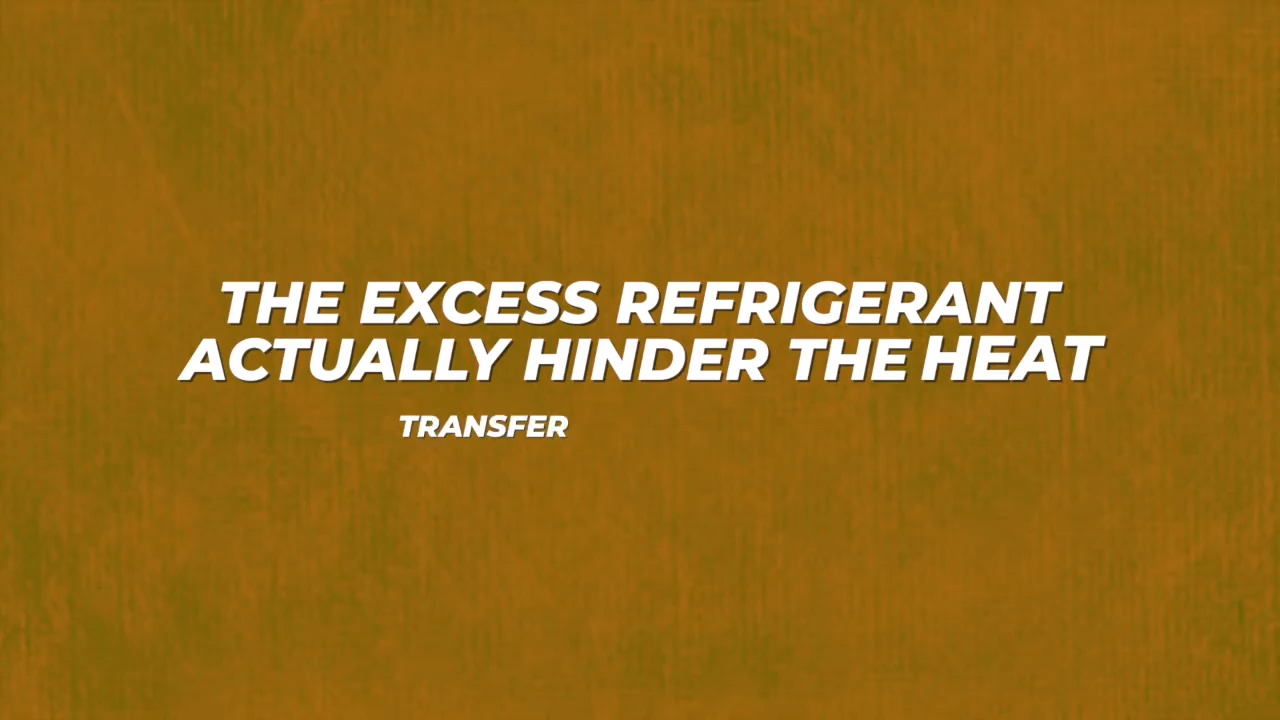 THE EXCESS REFRIGERANT
ACTUALLY HINDER THE HEAT
TRANSFER